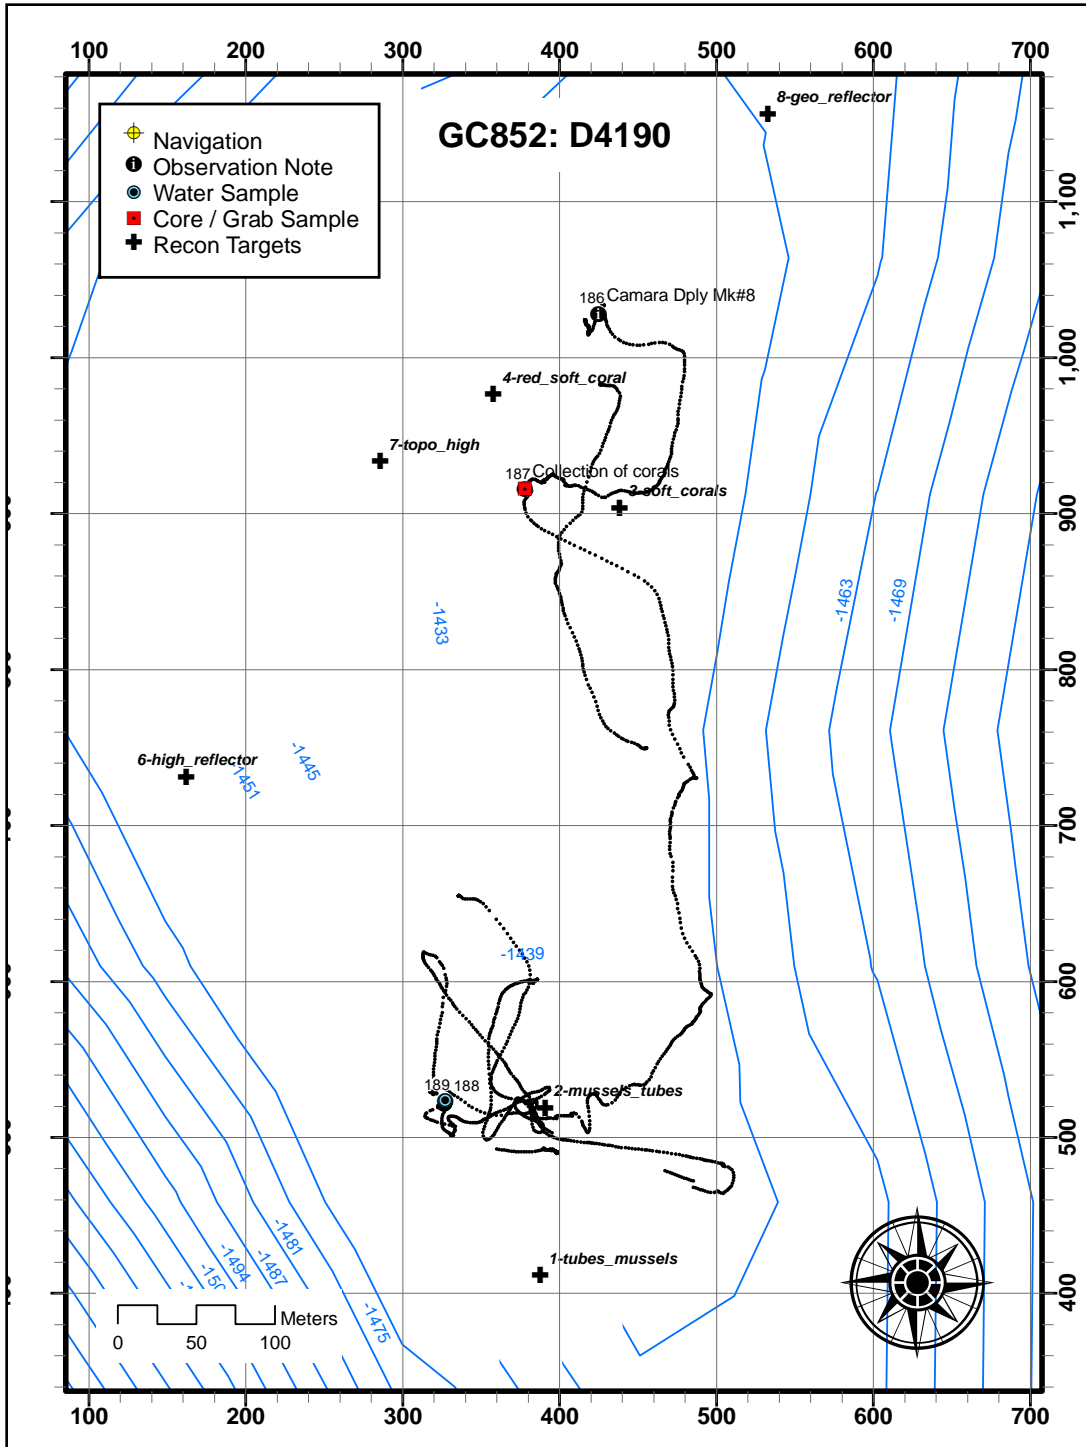 100 200 300 400 500 600 700
8-geo_reflector
GC852: D4190
Navigation
Observation Note
Water Sample
Core / Grab Sample
Recon Targets
1,100
186 Camara Dply Mk#8
1,000
4-red_soft_coral
7-topo_high
187 Collection of corals
3-soft_corals
900
-1463
-1469
-1433
800
6-high_reflector
-1445
-1451
700
-1439
600
189 188
2-mussels_tubes
500
-1481
1-tubes_mussels
-1494
-1487
400
-1475
Meters
0 50 100
100 200 300 400 500 600 700